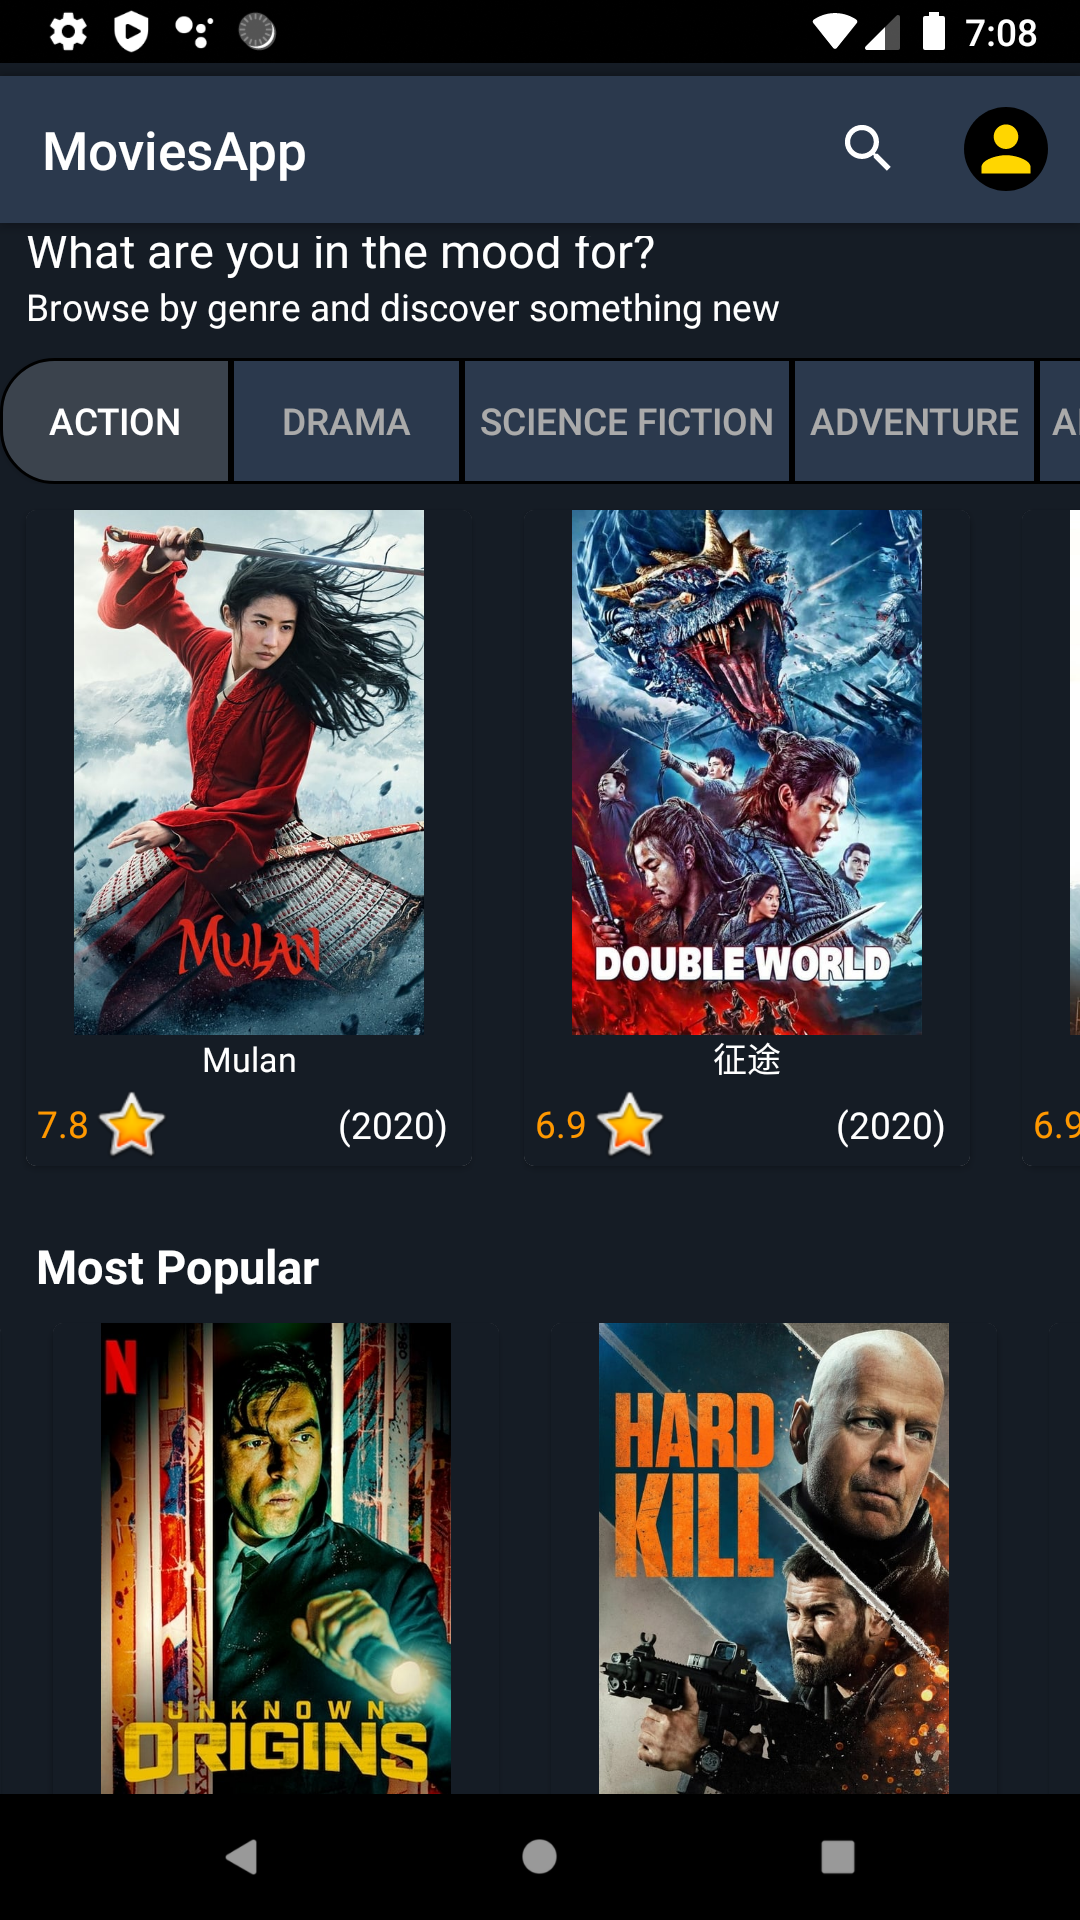 7:08
MoviesApp
What are you in the mood for?
Browse by genre and discover something new
ACTION DRAMA SCIENCE FICTION ADVENTURE
MULAN
DOUBLE WORLD
Mulan
征途
7.8 (2020)
6.9 (2020)
6.9
Most Popular
N
UNKNOWN
ORIGINS
HARD
KILL